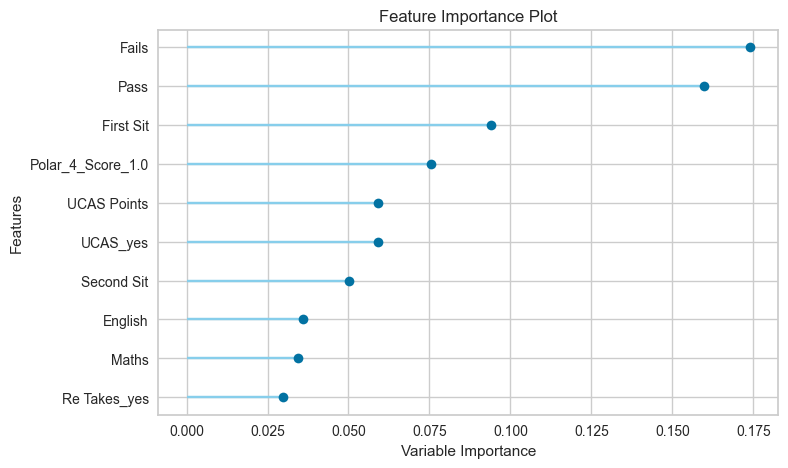 Feature Importance Plot
Fails
Pass
First Sit
Polar_4_Score_1.0
UCAS Points
UCAS_yes
Second Sit
English
Maths
Re Takes_yes
Features
0.000 0.025 0.050 0.075 0.100 0.125 0.150 0.175
Variable Importance